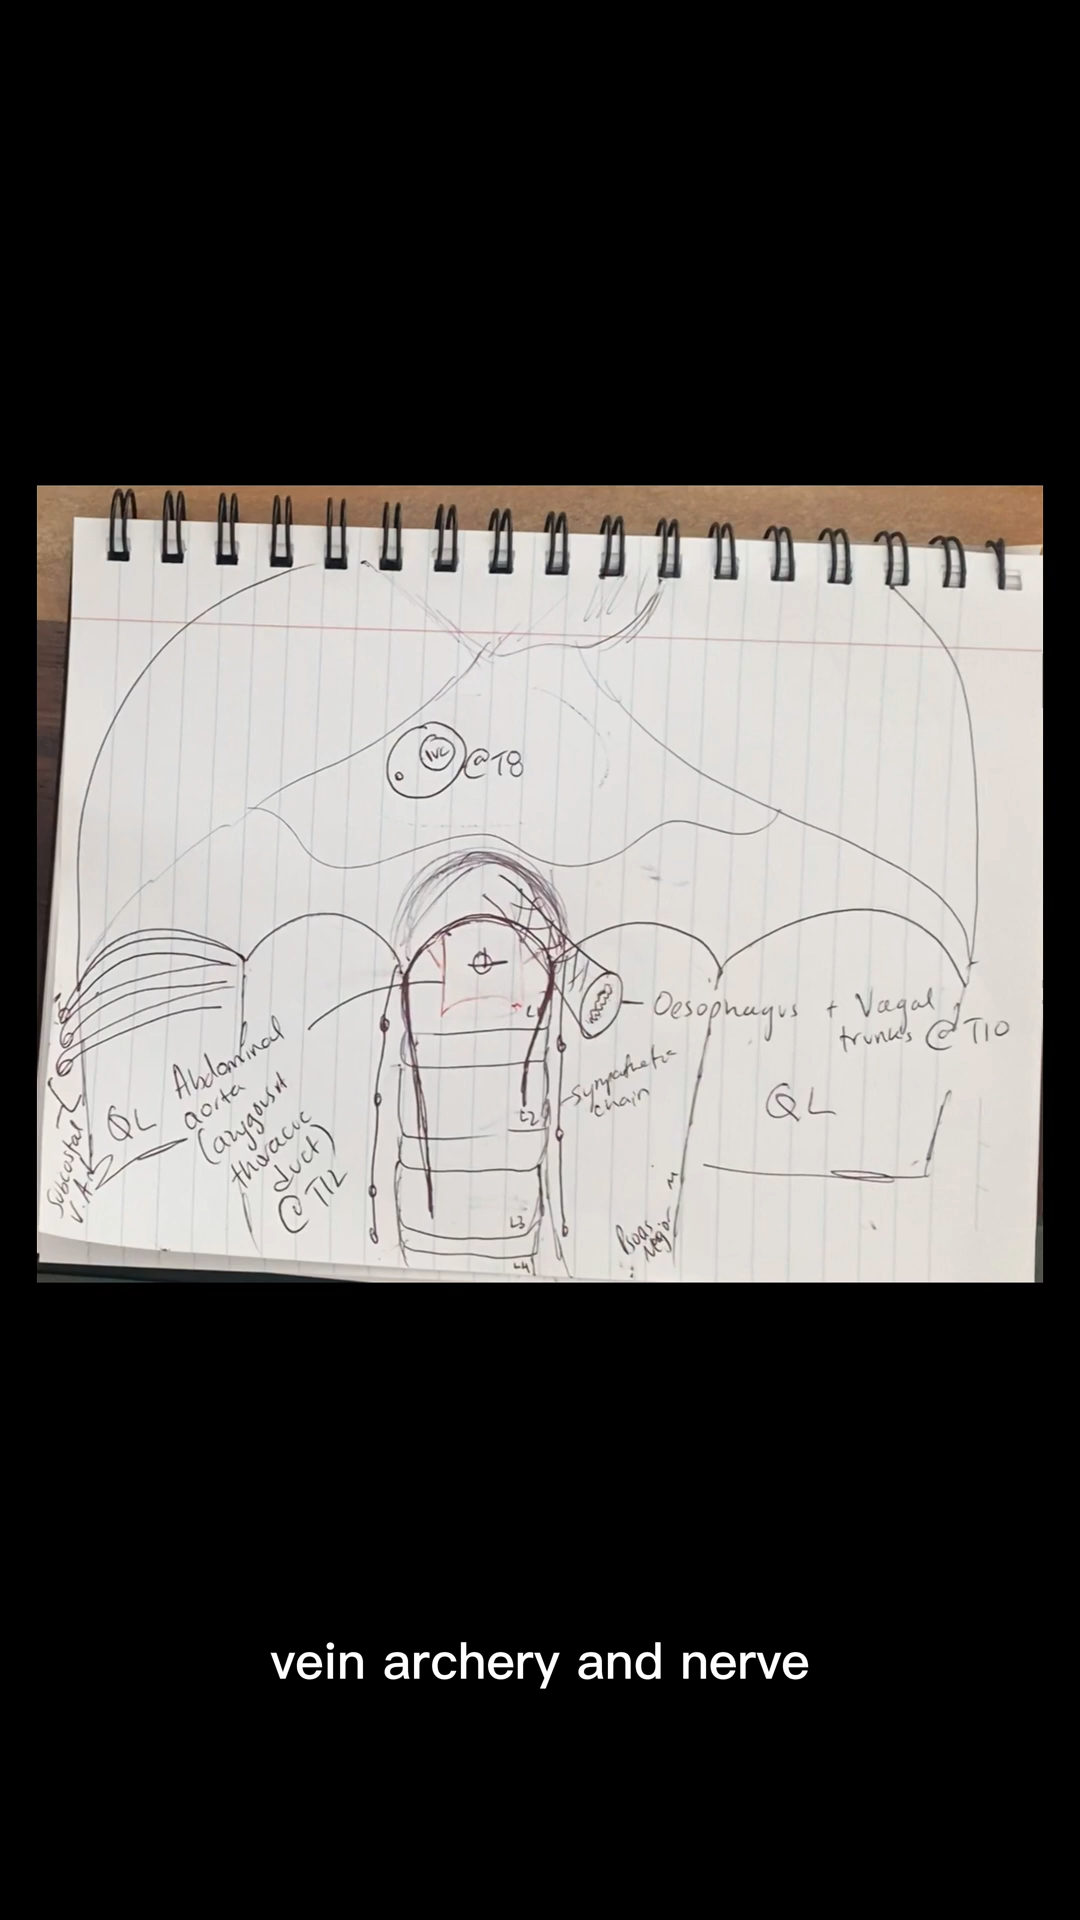 IVC
@T8
L1
Oesophagus + Vagal
trunks @ T10
Sympathetic
chain
L2
QL
QL
Abdominal
aorta
(azygous +
thoracic
duct)
@ T12
Subcostal
V.A.N
L3
L4
Psoas
Major
vein archery and nerve